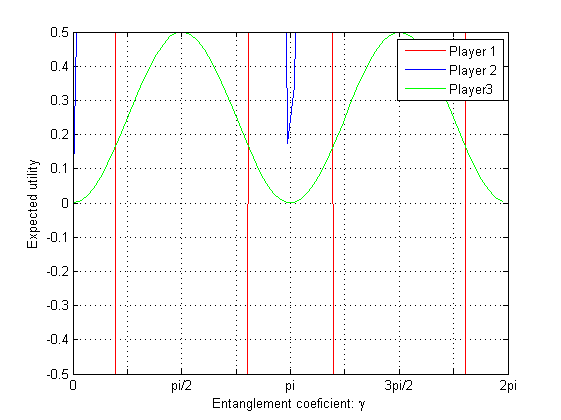 0.5
Player 1
Player 2
Player3
0.4
0.3
0.2
0.1
0
-0.1
-0.2
-0.3
-0.4
-0.5
Expected utility
0 pi/2 pi 3pi/2 2pi
Entanglement coeficient: γ